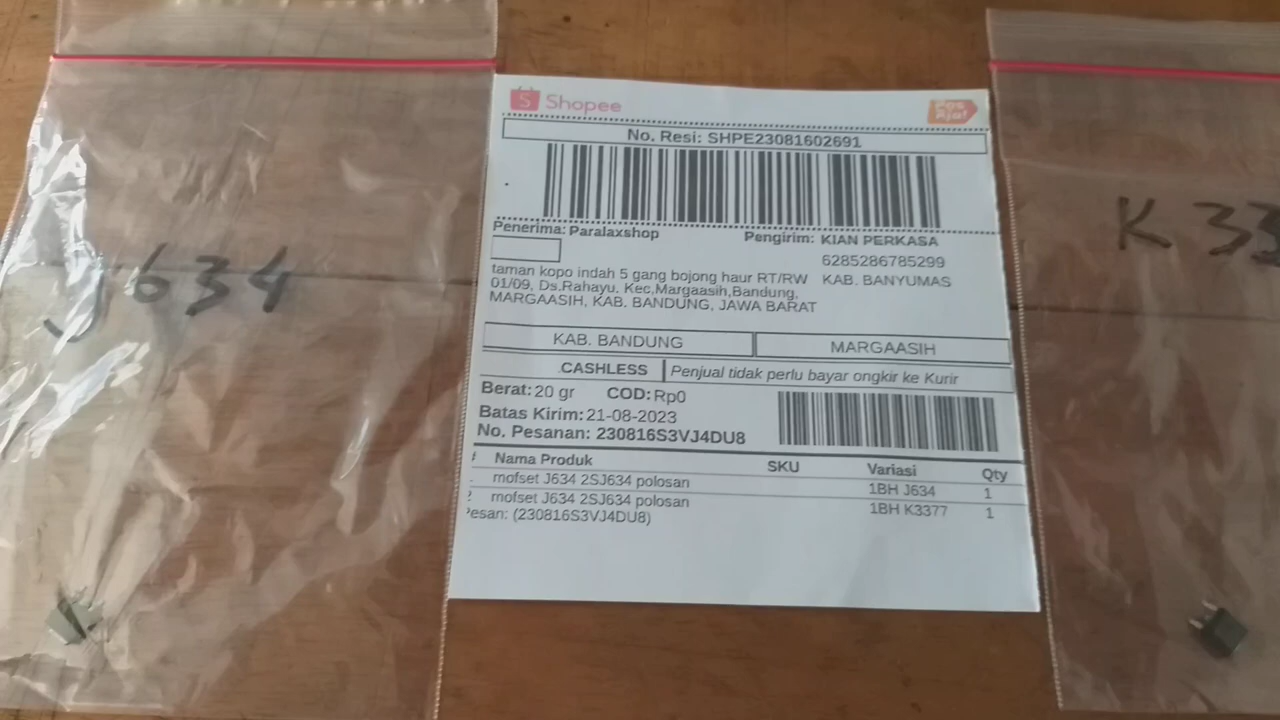 J634
Shopee
Pos Aja!
No. Resi: SHPE23081602691
Penerima: Paralaxshop
Pengirim: KIAN PERKASA
6285286785299
KAB. BANYUMAS
taman kopo indah 5 gang bojong haur RT/RW
01/09, Ds.Rahayu, Kec,Margaasih,Bandung,
MARGAASIH, KAB. BANDUNG, JAWA BARAT
KAB. BANDUNG MARGAASIH
CASHLESS Penjual tidak perlu bayar ongkir ke Kurir
Berat: 20 gr COD: Rp0
Batas Kirim: 21-08-2023
No. Pesanan: 230816S3VJ4DU8
# Nama Produk SKU Variasi Qty
mofset J634 2SJ634 polosan 1BH J634 1
2 mofset J634 2SJ634 polosan 1BH K3377 1
Pesan: (230816S3VJ4DU8)
K 33